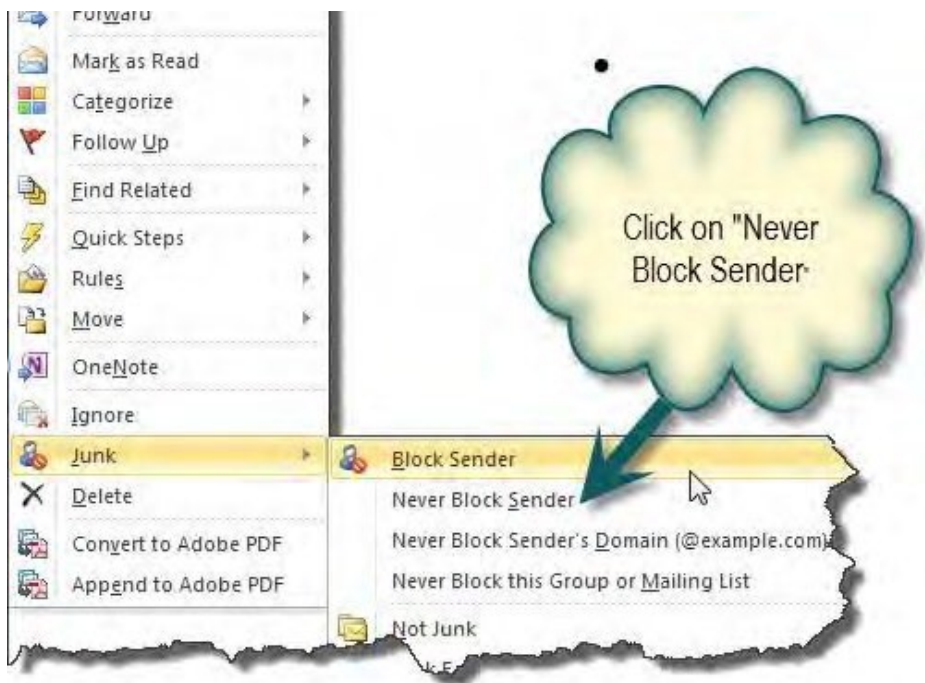 Forward
Mark as Read
Categorize
Follow Up
Find Related
Quick Steps
Rules
Move
OneNote
Ignore
Junk
Delete
Convert to Adobe PDF
Append to Adobe PDF
Click on "Never
Block Sender"
Block Sender
Never Block Sender
Never Block Sender's Domain (@example.com)
Never Block this Group or Mailing List
Not Junk